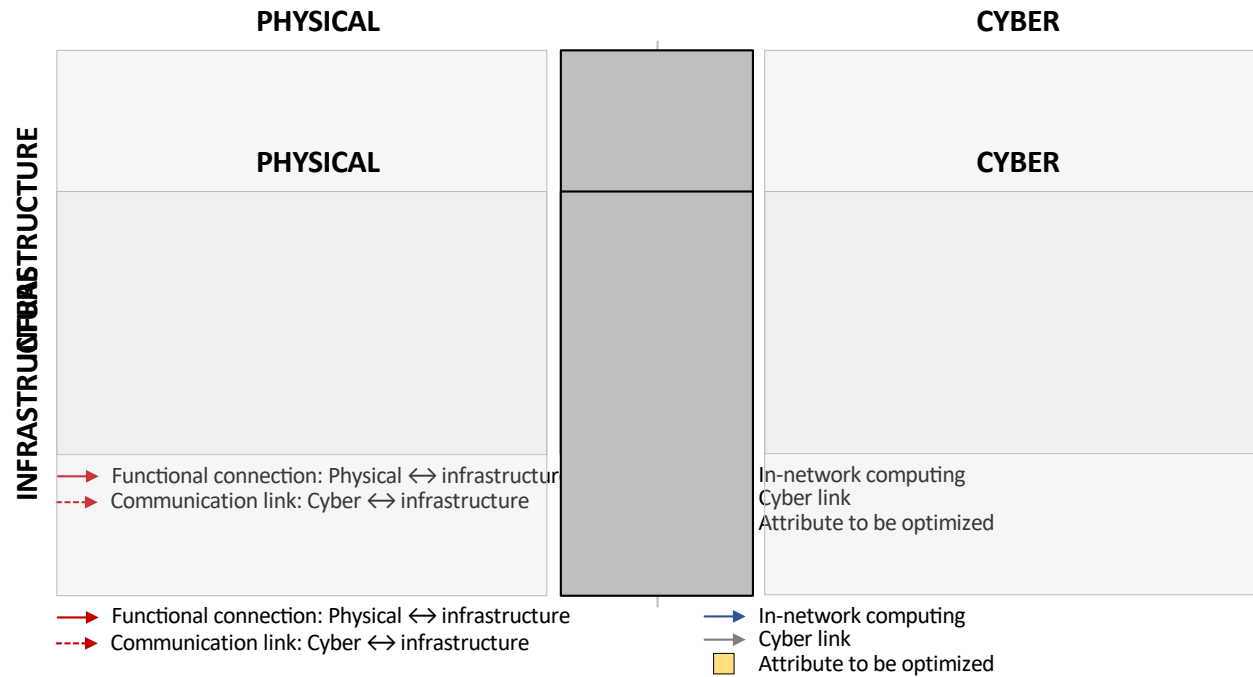 PHYSICAL CYBER
PHYSICAL CYBER
INFRASTRUCTURE
INFRASTRUCTURE
Functional connection: Physical ↔ infrastructur In-network computing
Communication link: Cyber ↔ infrastructure Cyber link
Attribute to be optimized
Functional connection: Physical ↔ infrastructure In-network computing
Communication link: Cyber ↔ infrastructure Cyber link
Attribute to be optimized